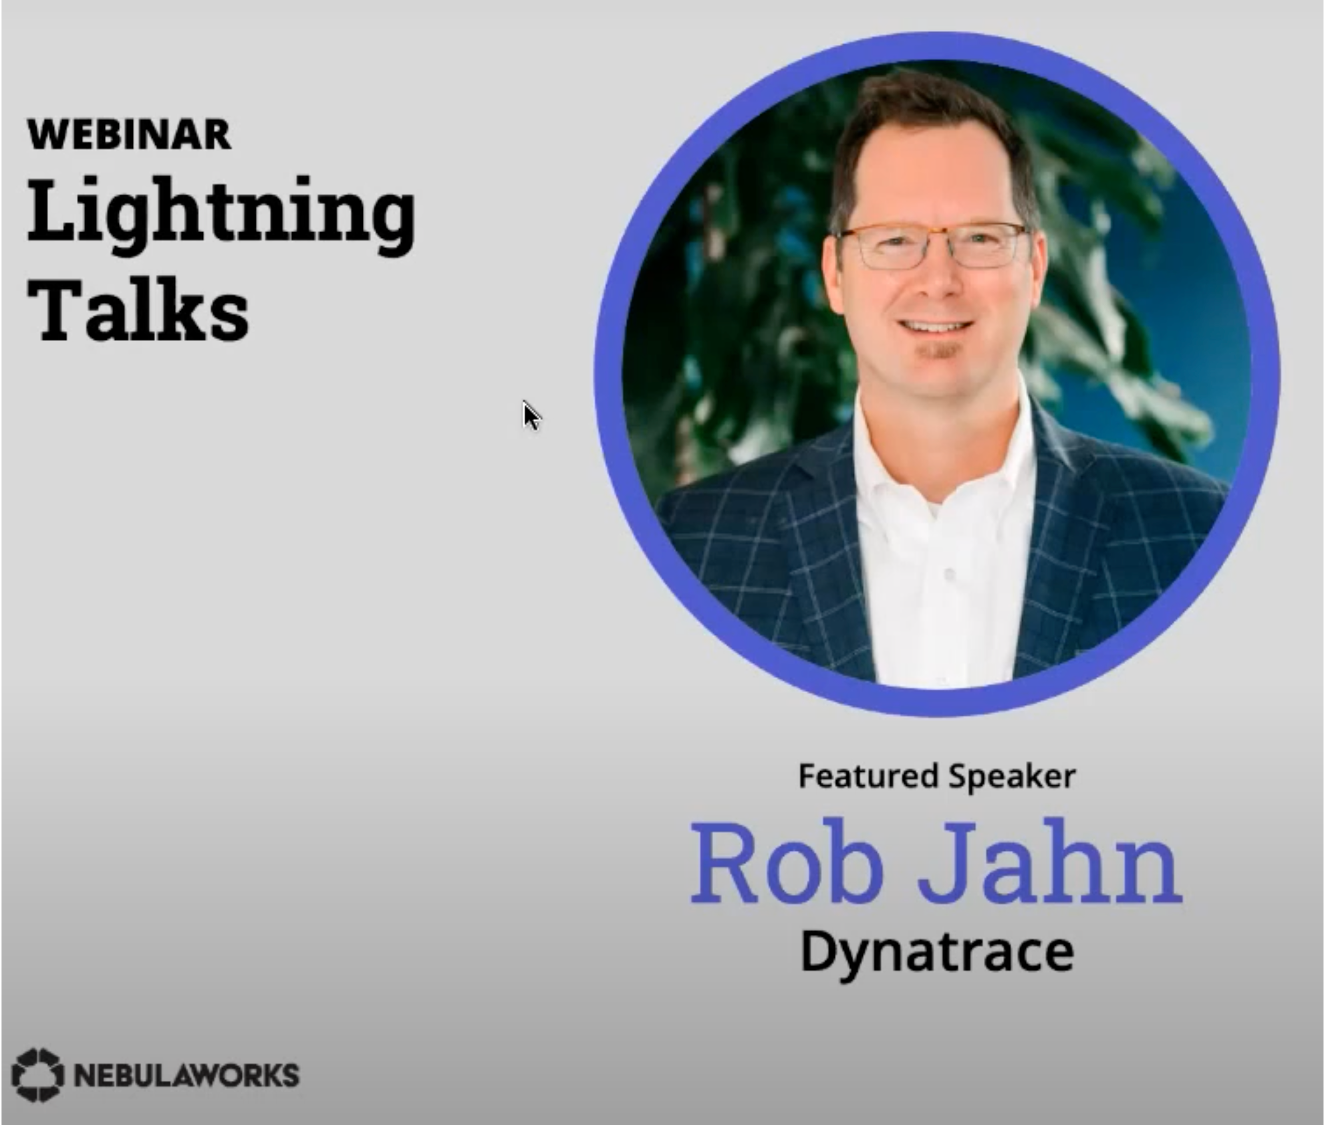 WEBINAR
Lightning
Talks
Featured Speaker
Rob Jahn
Dynatrace
NEBULAWORKS